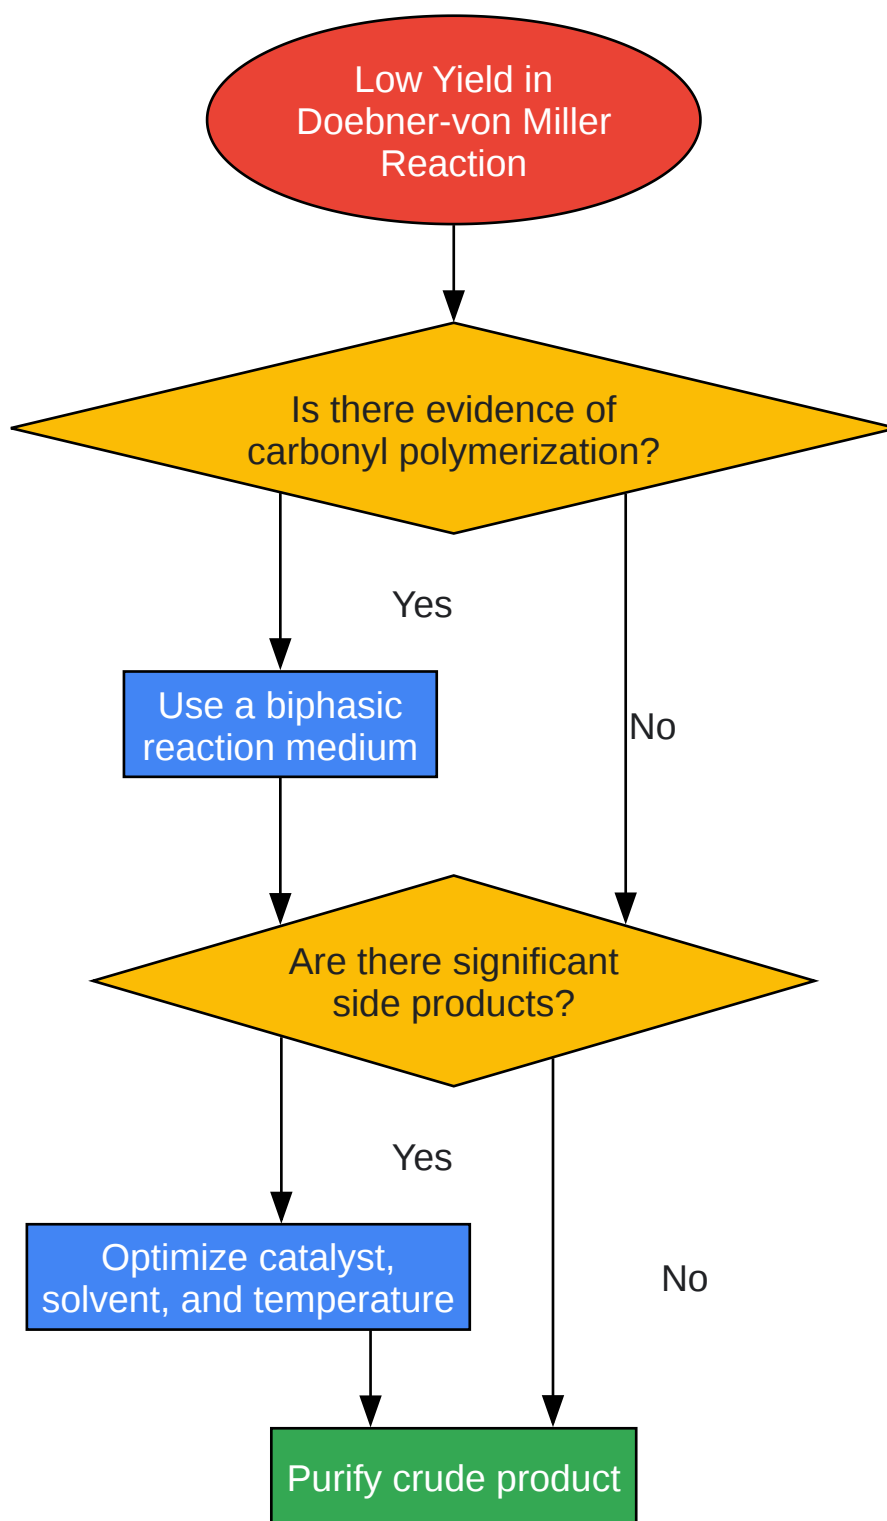 Low Yield in
Doebner-von Miller
Reaction
Is there evidence of
carbonyl polymerization?
Yes
Use a biphasic
reaction medium
No
Are there significant
side products?
Yes
Optimize catalyst,
solvent, and temperature
No
Purify crude product